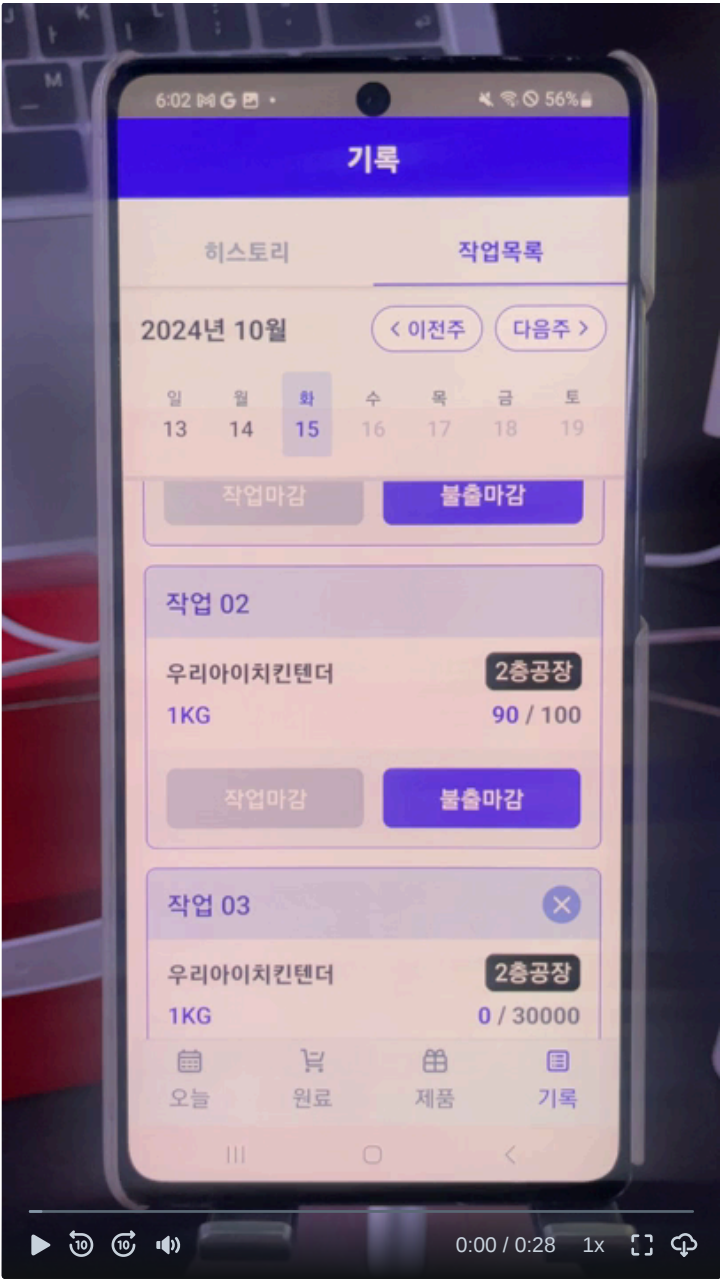 K
L
M
6:02 M G 56%
기록
히스토리 작업목록
2024년 10월 < 이전주 다음주 >
일 월 화 수 목 금 토
13 14 15 16 17 18 19
작업마감 불출마감
작업 02
우리아이치킨텐더 2층공장
1KG 90 / 100
작업마감 불출마감
작업 03
우리아이치킨텐더 2층공장
1KG 0 / 30000
오늘 원료 제품 기록
10 10 0:00 / 0:28 1x